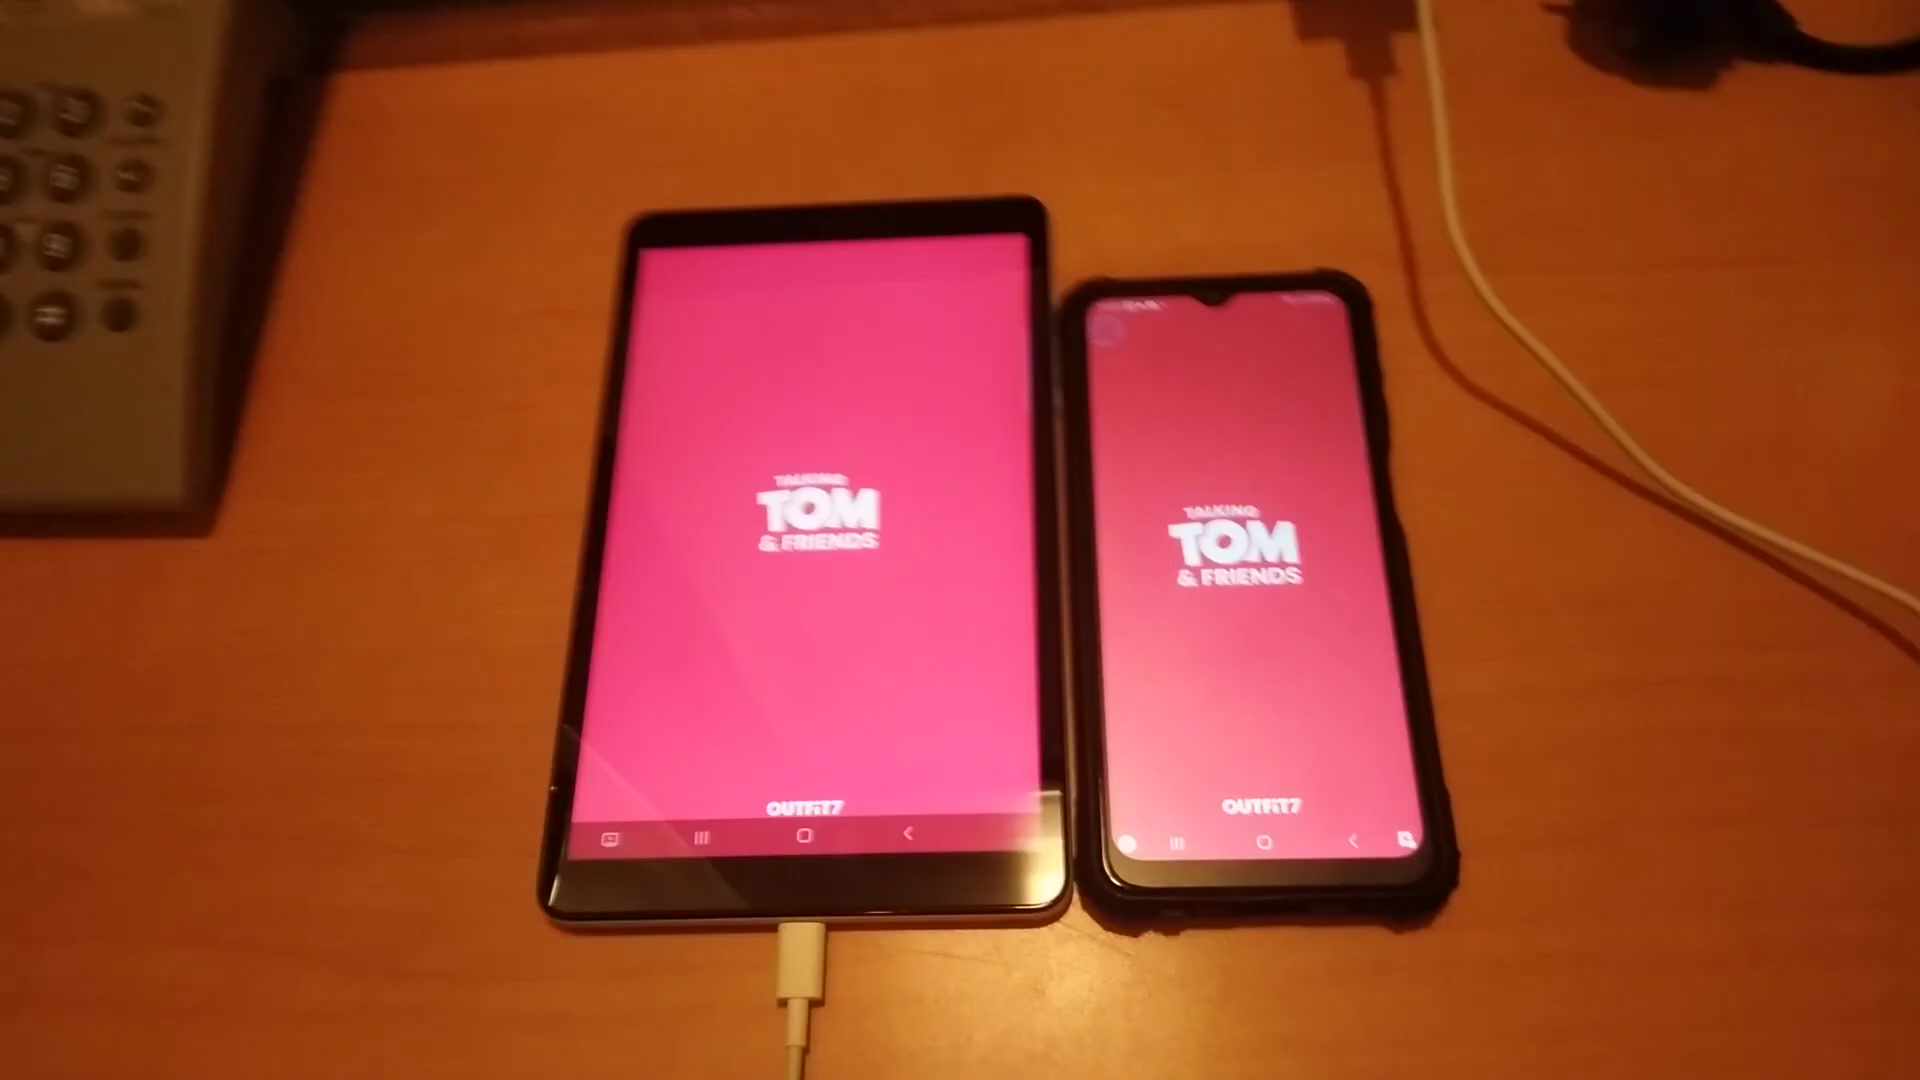 TALKING
TOM
& FRIENDS
OUTFIT7
TALKING
TOM
& FRIENDS
OUTFIT7